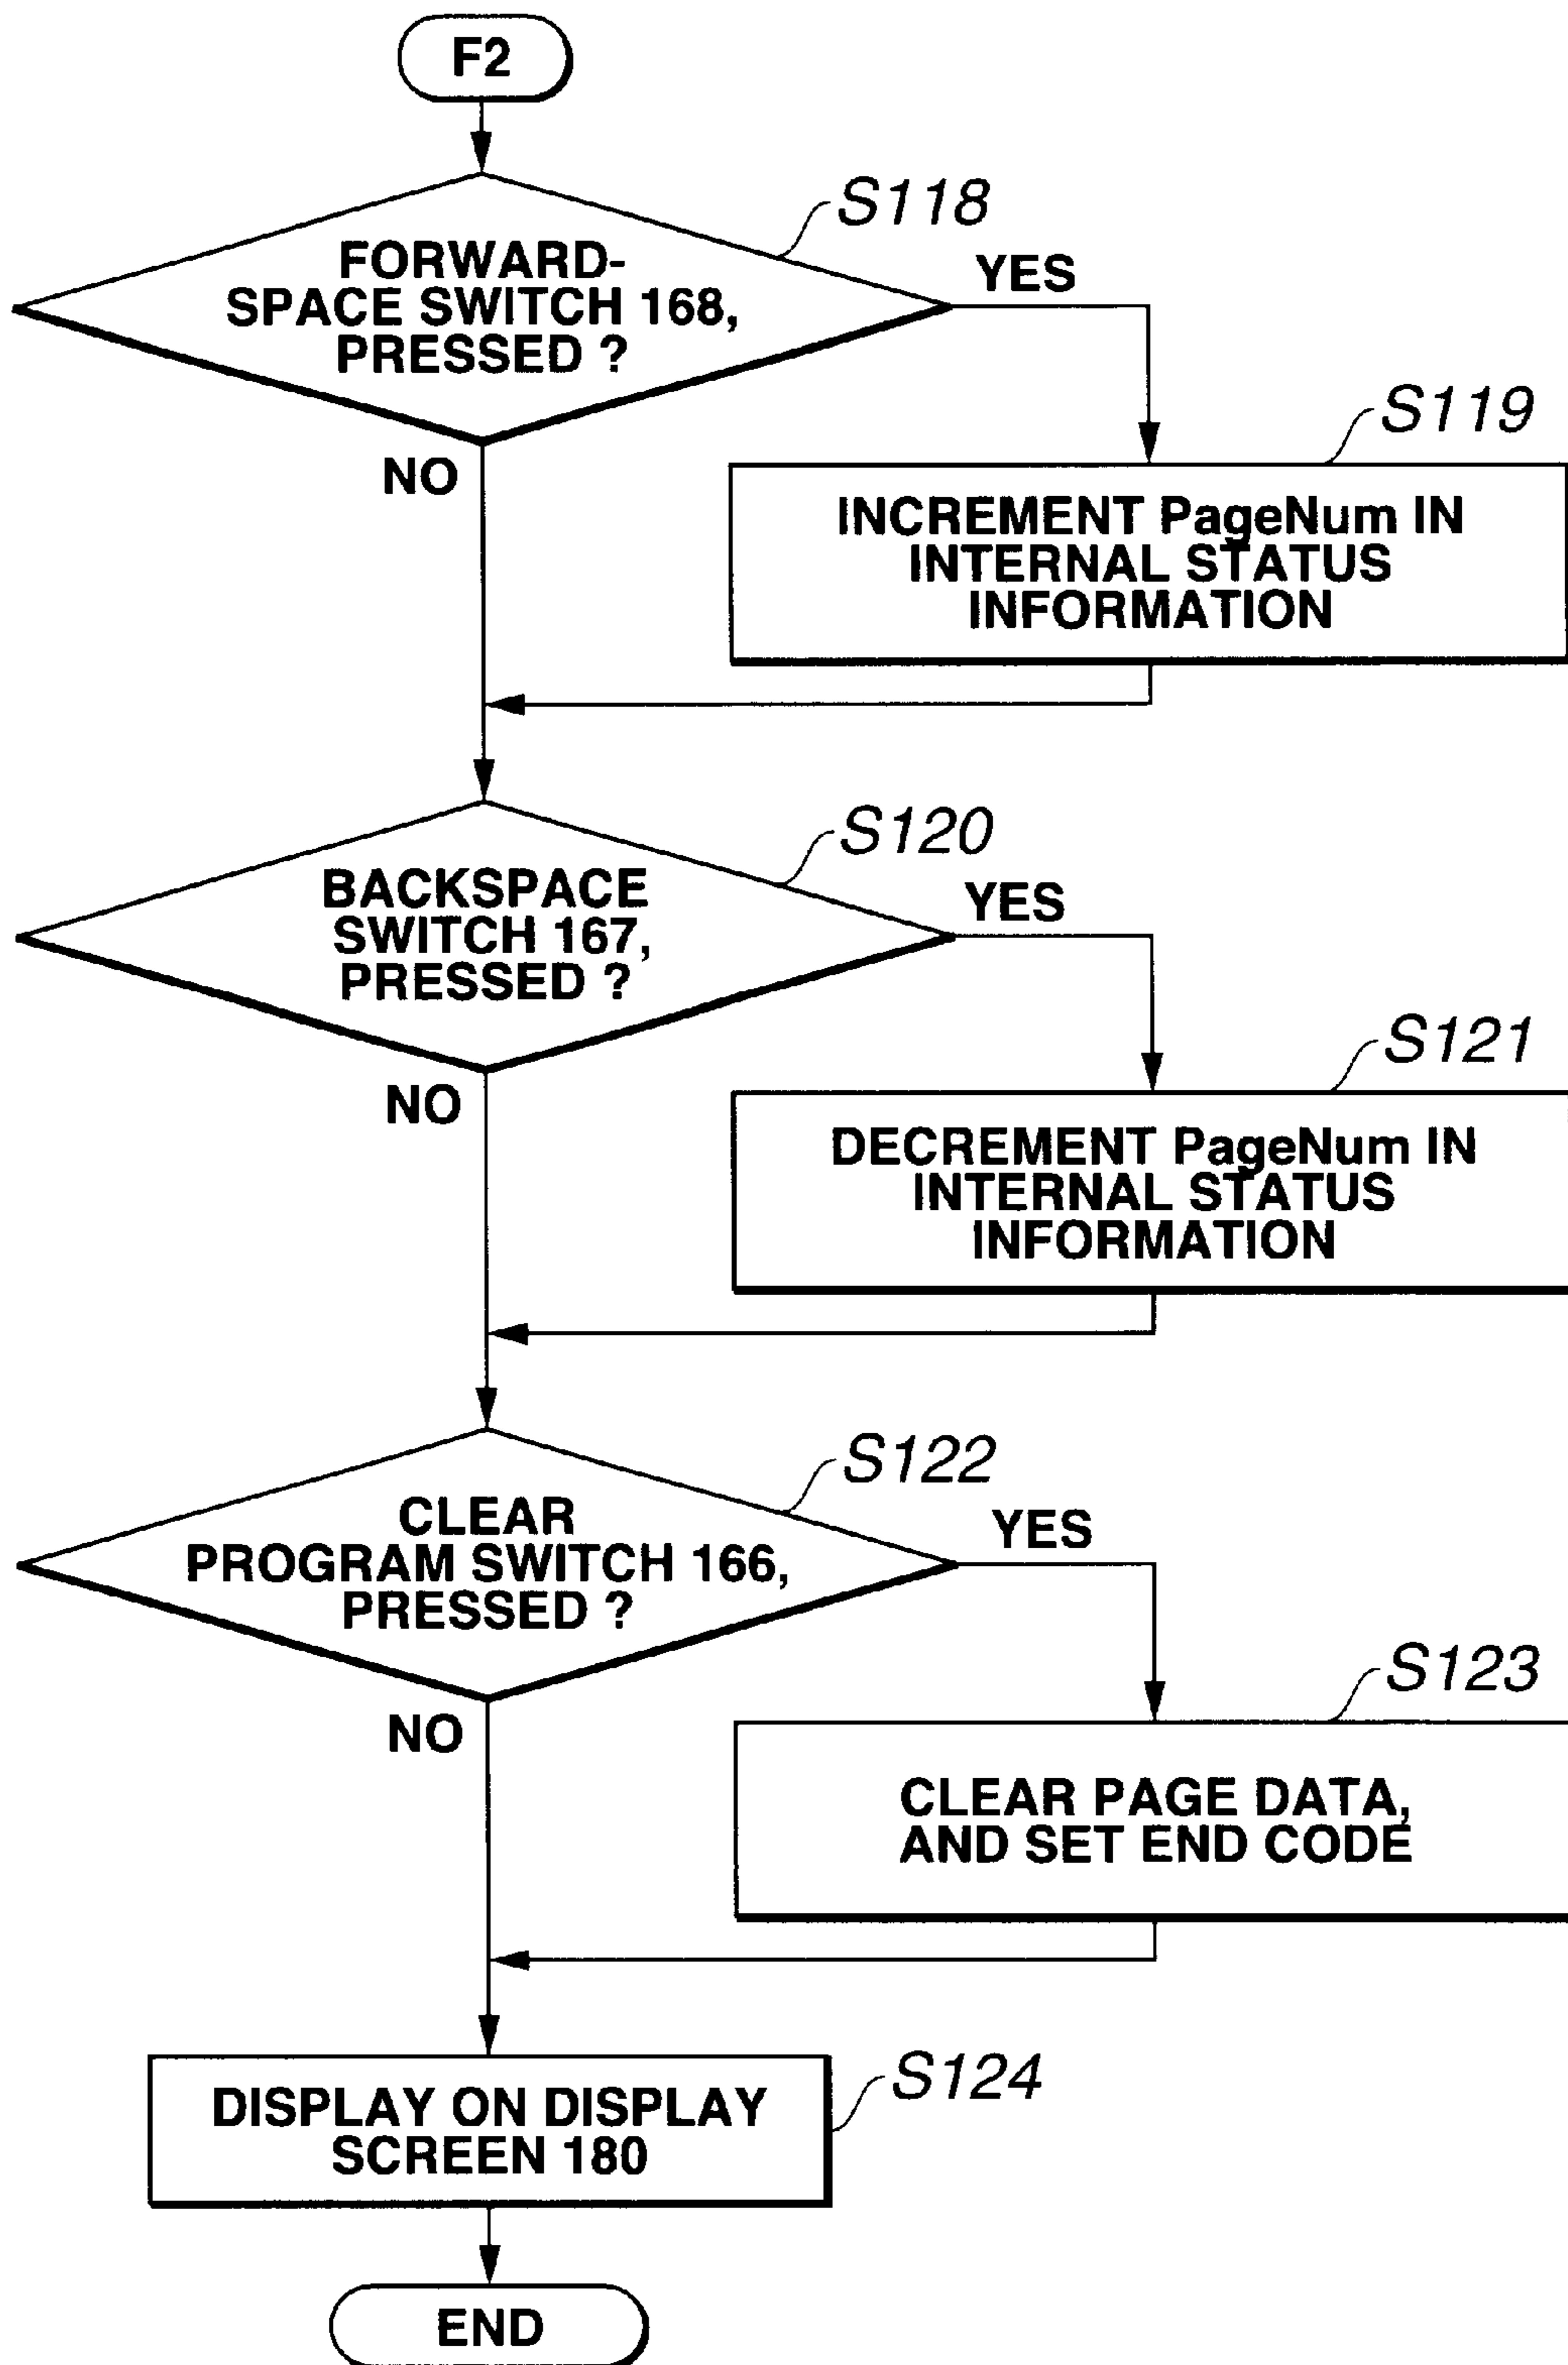 F2
S118
FORWARD-
SPACE SWITCH 168,
PRESSED ?
YES
NO
S119
INCREMENT PageNum IN
INTERNAL STATUS
INFORMATION
S120
BACKSPACE
SWITCH 167,
PRESSED ?
YES
NO
S121
DECREMENT PageNum IN
INTERNAL STATUS
INFORMATION
S122
CLEAR
PROGRAM SWITCH 166,
PRESSED ?
YES
NO
S123
CLEAR PAGE DATA,
AND SET END CODE
S124
DISPLAY ON DISPLAY
SCREEN 180
END